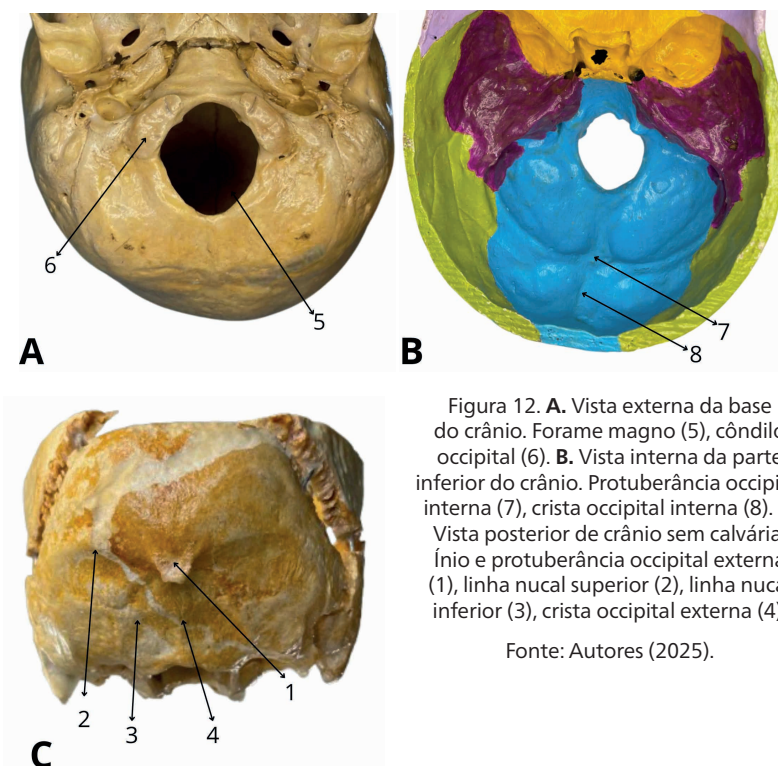 6
5
A
7
8
B
Figura 12. A. Vista externa da base
do crânio. Forame magno (5), côndilo
occipital (6). B. Vista interna da parte
inferior do crânio. Protuberância occipi
interna (7), crista occipital interna (8).
Vista posterior de crânio sem calvária
Ínio e protuberância occipital externa
(1), linha nucal superior (2), linha nuca
inferior (3), crista occipital externa (4)
Fonte: Autores (2025).
1
2
3
4
C